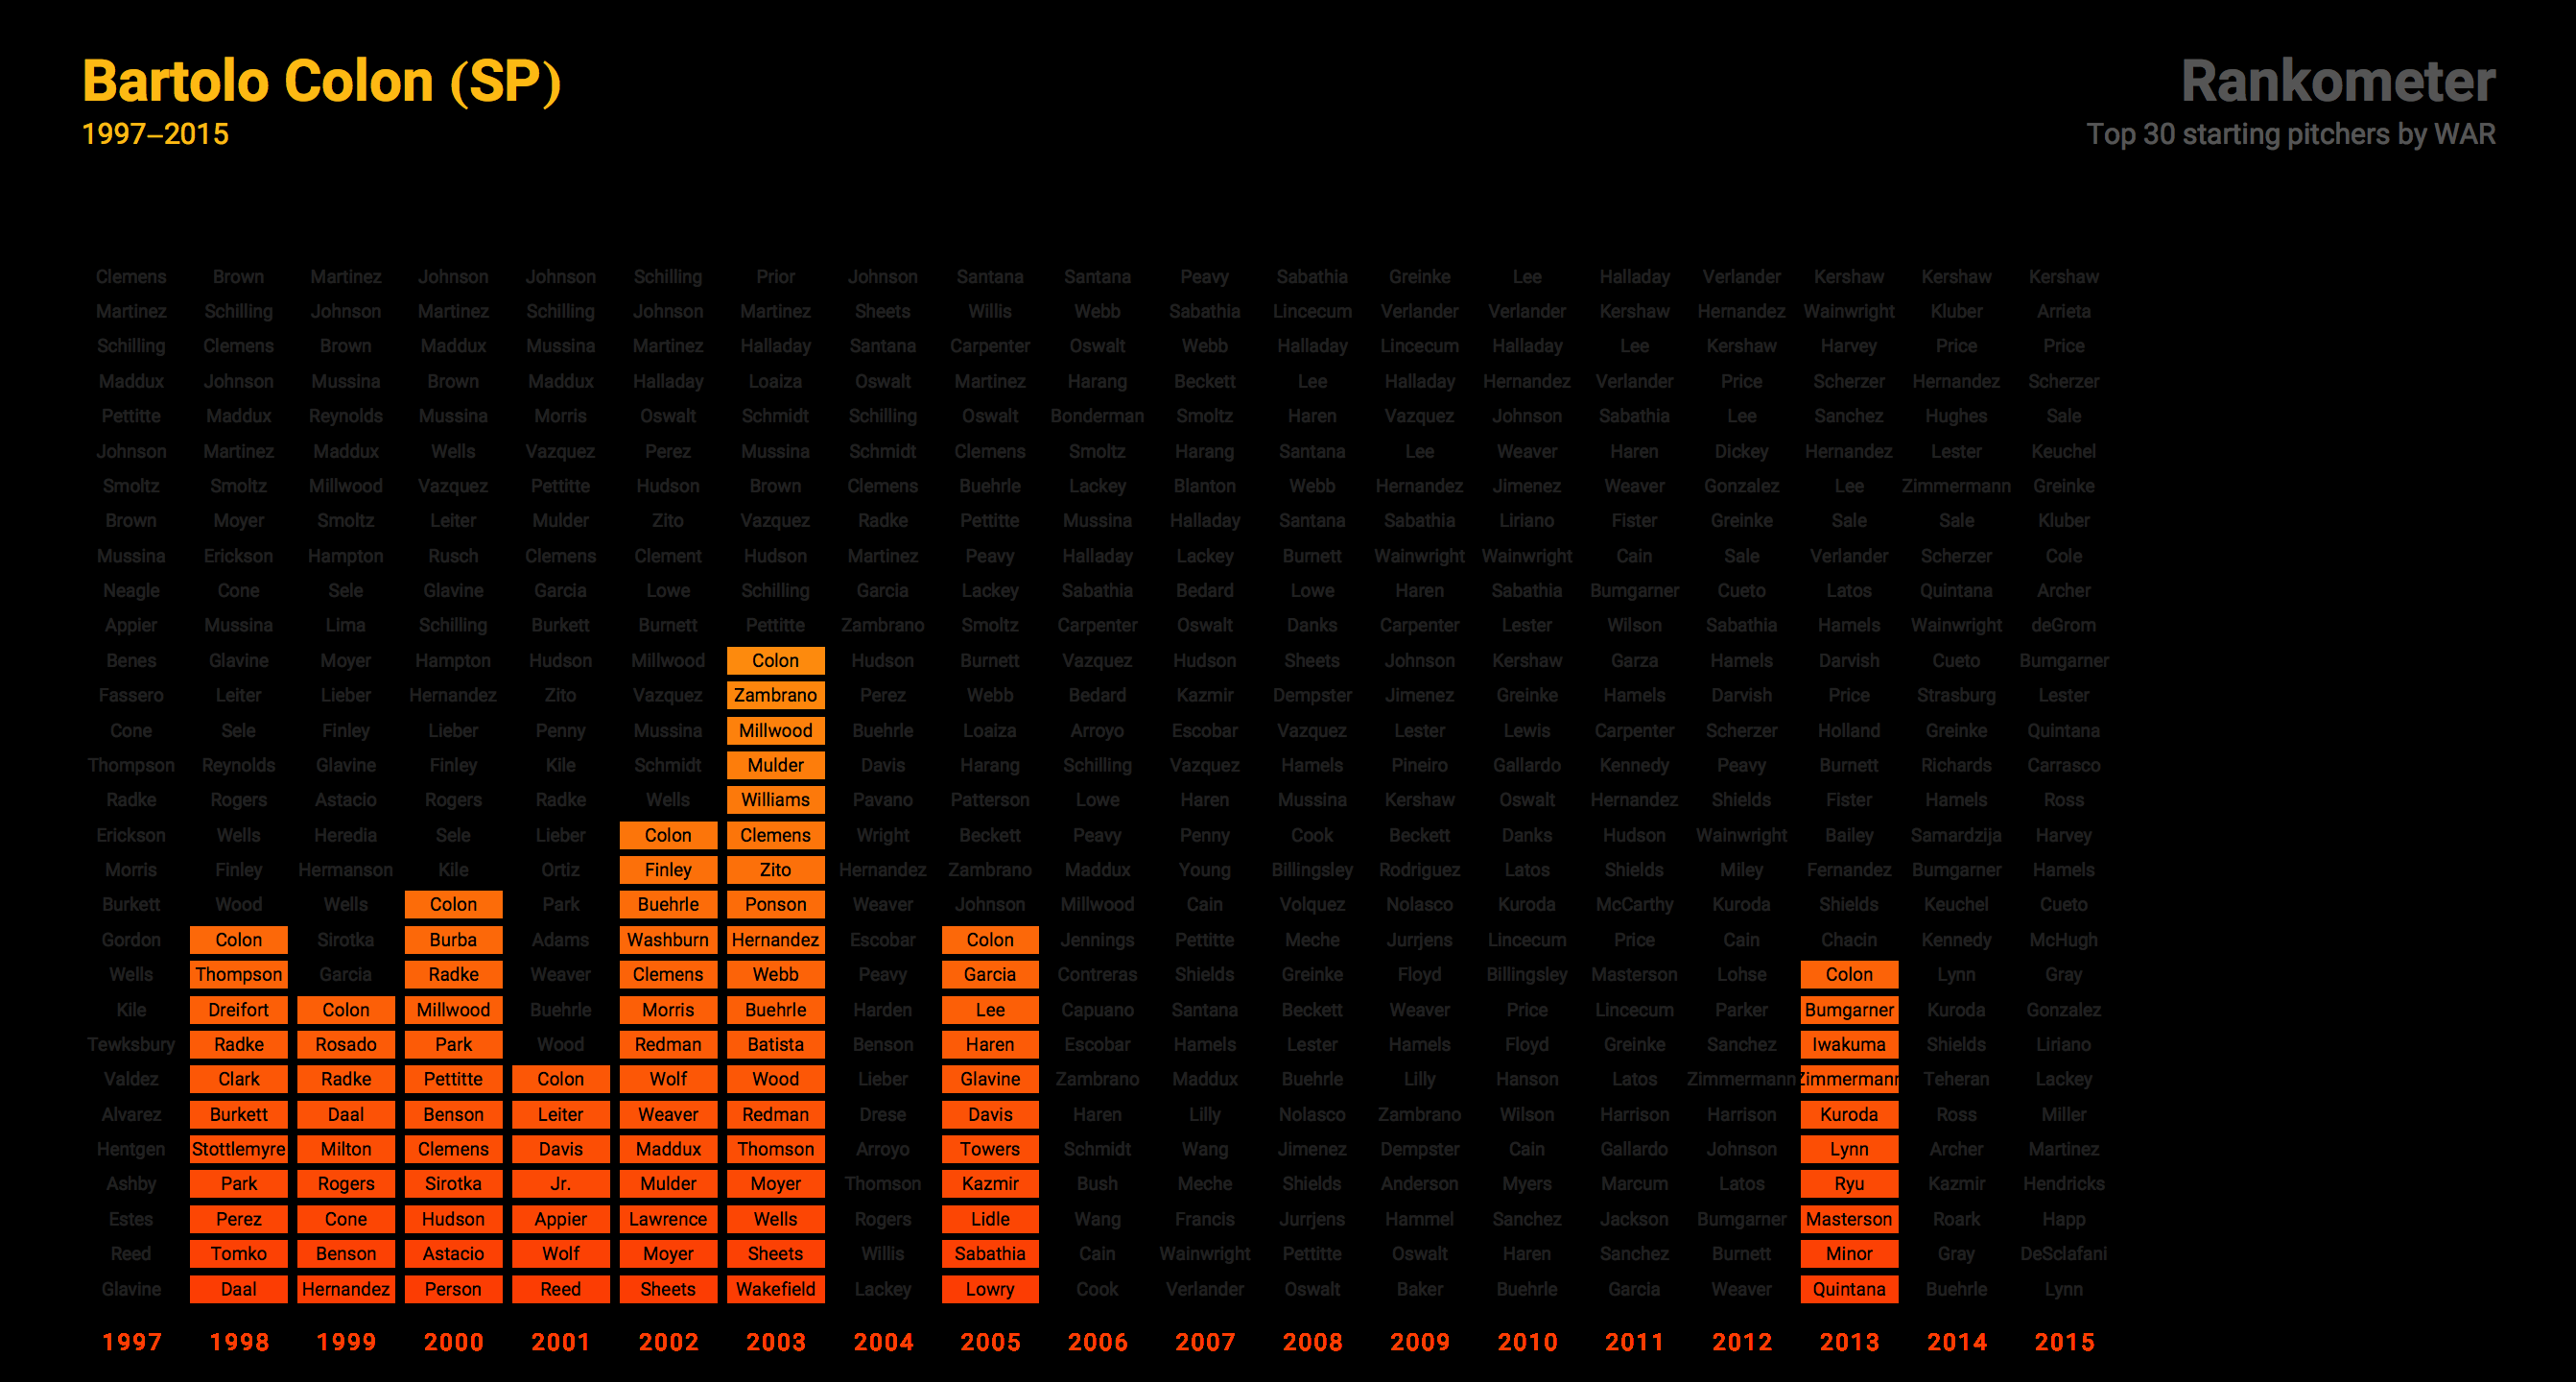 Bartolo Colon (SP)
1997–2015
Rankometer
Top 30 starting pitchers by WAR
Clemens Brown Martinez Johnson Johnson Schilling Prior Johnson Santana Santana Peavy Sabathia Greinke Lee Halladay Verlander Kershaw Kershaw Kershaw
Martinez Schilling Johnson Martinez Schilling Johnson Martinez Sheets Willis Webb Sabathia Lincecum Verlander Verlander Kershaw Hernandez Wainwright Kluber Arrieta
Schilling Clemens Brown Maddux Mussina Martinez Halladay Santana Carpenter Oswalt Webb Halladay Lincecum Halladay Lee Kershaw Harvey Price Price
Maddux Johnson Mussina Brown Maddux Halladay Loaiza Oswalt Martinez Harang Beckett Lee Halladay Hernandez Verlander Price Scherzer Hernandez Scherzer
Pettitte Maddux Reynolds Mussina Morris Oswalt Schmidt Schilling Oswalt Bonderman Smoltz Haren Vazquez Johnson Sabathia Lee Sanchez Hughes Sale
Johnson Martinez Maddux Wells Vazquez Perez Mussina Schmidt Clemens Smoltz Harang Santana Lee Weaver Haren Dickey Hernandez Lester Keuchel
Smoltz Smoltz Millwood Vazquez Pettitte Hudson Brown Clemens Buehrle Lackey Blanton Webb Hernandez Jimenez Weaver Gonzalez Lee Zimmermann Greinke
Brown Moyer Smoltz Leiter Mulder Zito Vazquez Radke Pettitte Mussina Halladay Santana Sabathia Liriano Fister Greinke Sale Sale Kluber
Mussina Erickson Hampton Rusch Clemens Clement Hudson Martinez Peavy Halladay Lackey Burnett Wainwright Wainwright Cain Sale Verlander Scherzer Cole
Neagle Cone Sele Glavine Garcia Lowe Schilling Garcia Lackey Sabathia Bedard Lowe Haren Sabathia Bumgarner Cueto Latos Quintana Archer
Appier Mussina Lima Schilling Burkett Burnett Pettitte Zambrano Smoltz Carpenter Oswalt Danks Carpenter Lester Wilson Sabathia Hamels Wainwright deGrom
Benes Glavine Moyer Hampton Hudson Millwood Colon Hudson Burnett Vazquez Hudson Sheets Johnson Kershaw Garza Hamels Darvish Cueto Bumgarner
Fassero Leiter Lieber Hernandez Zito Vazquez Zambrano Perez Webb Bedard Kazmir Dempster Jimenez Greinke Hamels Darvish Price Strasburg Lester
Cone Sele Finley Lieber Penny Mussina Millwood Buehrle Loaiza Arroyo Escobar Vazquez Lester Lewis Carpenter Scherzer Holland Greinke Quintana
Thompson Reynolds Glavine Finley Kile Schmidt Mulder Davis Harang Schilling Vazquez Hamels Pineiro Gallardo Kennedy Peavy Burnett Richards Carrasco
Radke Rogers Astacio Rogers Radke Wells Williams Pavano Patterson Lowe Haren Mussina Kershaw Oswalt Hernandez Shields Fister Hamels Ross
Erickson Wells Heredia Sele Lieber Colon Clemens Wright Beckett Peavy Penny Cook Beckett Danks Hudson Wainwright Bailey Samardzija Harvey
Morris Finley Hermanson Kile Ortiz Finley Zito Hernandez Zambrano Maddux Young Billingsley Rodriguez Latos Shields Miley Fernandez Bumgarner Hamels
Burkett Wood Wells Colon Park Buehrle Ponson Weaver Johnson Millwood Cain Volquez Nolasco Kuroda McCarthy Kuroda Shields Keuchel Cueto
Gordon Colon Sirotka Burba Adams Washburn Hernandez Escobar Colon Jennings Pettitte Meche Jurrjens Lincecum Price Cain Chacin Kennedy McHugh
Wells Thompson Garcia Radke Weaver Clemens Webb Peavy Garcia Contreras Shields Greinke Floyd Billingsley Masterson Lohse Colon Lynn Gray
Kile Dreifort Colon Millwood Buehrle Morris Buehrle Harden Lee Capuano Santana Beckett Weaver Price Lincecum Parker Bumgarner Kuroda Gonzalez
Tewksbury Radke Rosado Park Wood Redman Batista Benson Haren Escobar Hamels Lester Hamels Floyd Greinke Sanchez Iwakuma Shields Liriano
Valdez Clark Radke Pettitte Colon Wolf Wood Lieber Glavine Zambrano Maddux Buehrle Lilly Hanson Latos Zimmermann Zimmermann Teheran Lackey
Alvarez Burkett Daal Benson Leiter Weaver Redman Drese Davis Haren Lilly Nolasco Zambrano Wilson Harrison Harrison Kuroda Ross Miller
Hentgen Stottlemyre Milton Clemens Davis Maddux Thomson Arroyo Towers Schmidt Wang Jimenez Dempster Cain Gallardo Johnson Lynn Archer Martinez
Ashby Park Rogers Sirotka Jr. Mulder Moyer Thomson Kazmir Bush Meche Shields Anderson Myers Marcum Latos Ryu Kazmir Hendricks
Estes Perez Cone Hudson Appier Lawrence Wells Rogers Lidle Wang Francis Jurrjens Hammel Sanchez Jackson Bumgarner Masterson Roark Happ
Reed Tomko Benson Astacio Wolf Moyer Sheets Willis Sabathia Cain Wainwright Pettitte Oswalt Haren Sanchez Burnett Minor Gray DeSclafani
Glavine Daal Hernandez Person Reed Sheets Wakefield Lackey Lowry Cook Verlander Oswalt Baker Buehrle Garcia Weaver Quintana Buehrle Lynn
1997 1998 1999 2000 2001 2002 2003 2004 2005 2006 2007 2008 2009 2010 2011 2012 2013 2014 2015